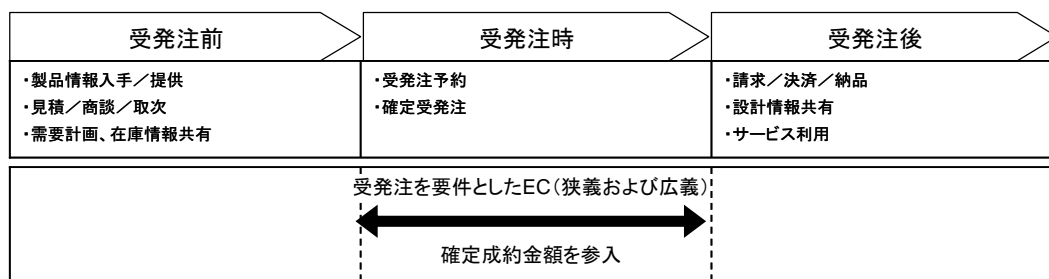 受発注前
受発注時
受発注後
・製品情報入手／提供
・見積／商談／取次
・需要計画、在庫情報共有
・受発注予約
・確定受発注
・請求／決済／納品
・設計情報共有
・サービス利用
受発注を要件としたEC(狭義および広義)
確定成約金額を参入